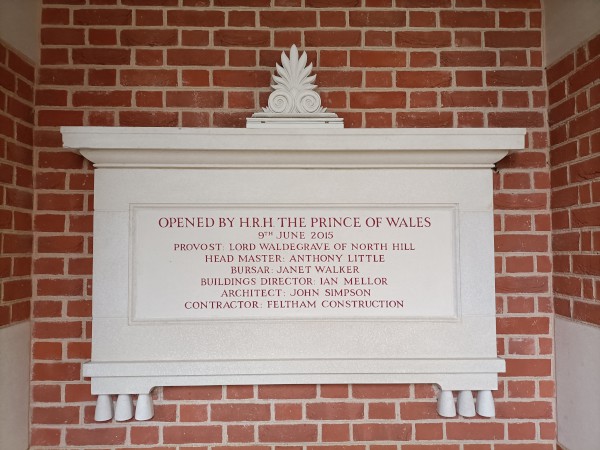 OPENED BY H.R.H. THE PRINCE OF WALES
9TH JUNE 2015
PROVOST: LORD WALDEGRAVE OF NORTH HILL
HEAD MASTER: ANTHONY LITTLE
BURSAR: JANET WALKER
BUILDINGS DIRECTOR: IAN MELLOR
ARCHITECT: JOHN SIMPSON
CONTRACTOR: FELTHAM CONSTRUCTION